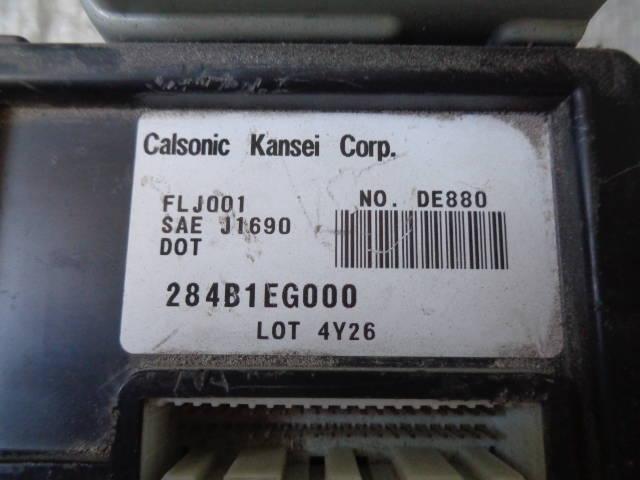 Calsonic Kansei Corp.
FLJ001
NO. DE880
SAE J1690
DOT
284B1EG000
LOT 4Y26